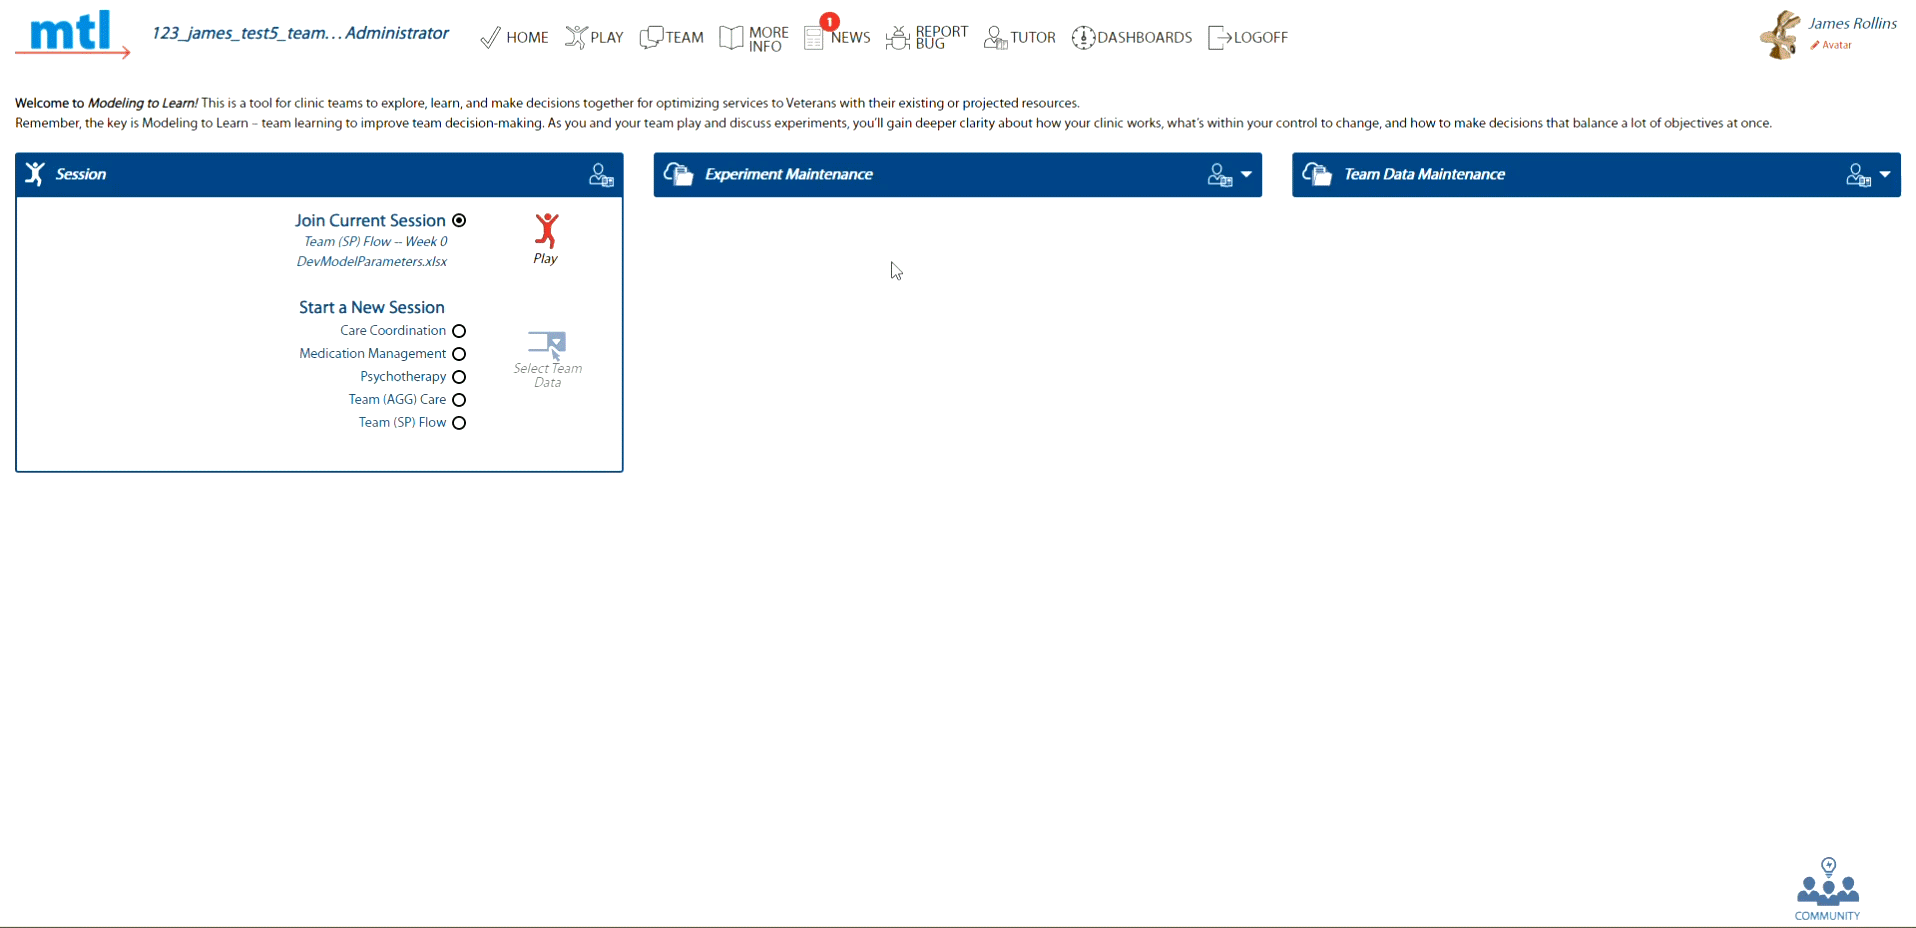 mtl
123_james_test5_team... Administrator
HOME
PLAY
TEAM
MORE
INFO
1
NEWS
REPORT
BUG
TUTOR
DASHBOARDS
LOGOFF
James Rollins
Avatar
Welcome to Modeling to Learn! This is a tool for clinic teams to explore, learn, and make decisions together for optimizing services to Veterans with their existing or projected resources.
Remember, the key is Modeling to Learn – team learning to improve team decision-making. As you and your team play and discuss experiments, you'll gain deeper clarity about how your clinic works, what's within your control to change, and how to make decisions that balance a lot of objectives at once.
Session
Join Current Session
Team (SP) Flow -- Week 0
DevModelParameters.xlsx
Play
Start a New Session
Care Coordination
Medication Management
Psychotherapy
Team (AGG) Care
Team (SP) Flow
Select Team
Data
Experiment Maintenance
Team Data Maintenance
COMMUNITY